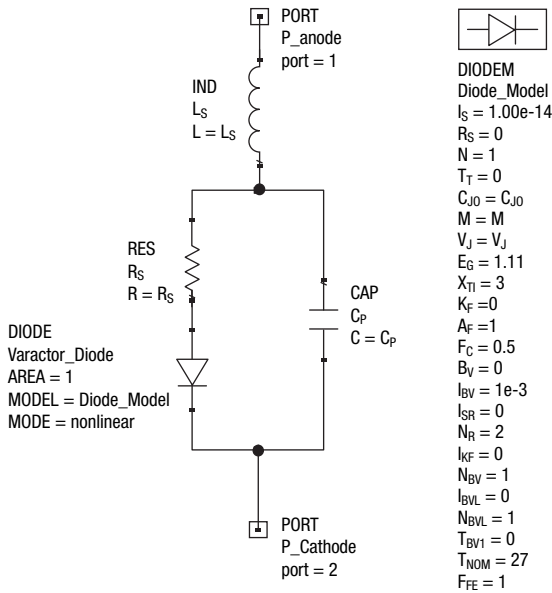 PORT
P_anode
port = 1
IND
LS
L = LS
RES
RS
R = RS
CAP
CP
C = CP
DIODE
Varactor_Diode
AREA = 1
MODEL = Diode_Model
MODE = nonlinear
PORT
P_Cathode
port = 2
DIODEM
Diode_Model
IS = 1.00e-14
RS = 0
N = 1
TT = 0
CJO = CJO
M = M
VJ = VJ
EG = 1.11
XTI = 3
KF =0
AF =1
FC = 0.5
BV = 0
IBV = 1e-3
ISR = 0
NR = 2
IKF = 0
NBV = 1
IBVL = 0
NBVL = 1
TBV1 = 0
TNOM = 27
FFE = 1